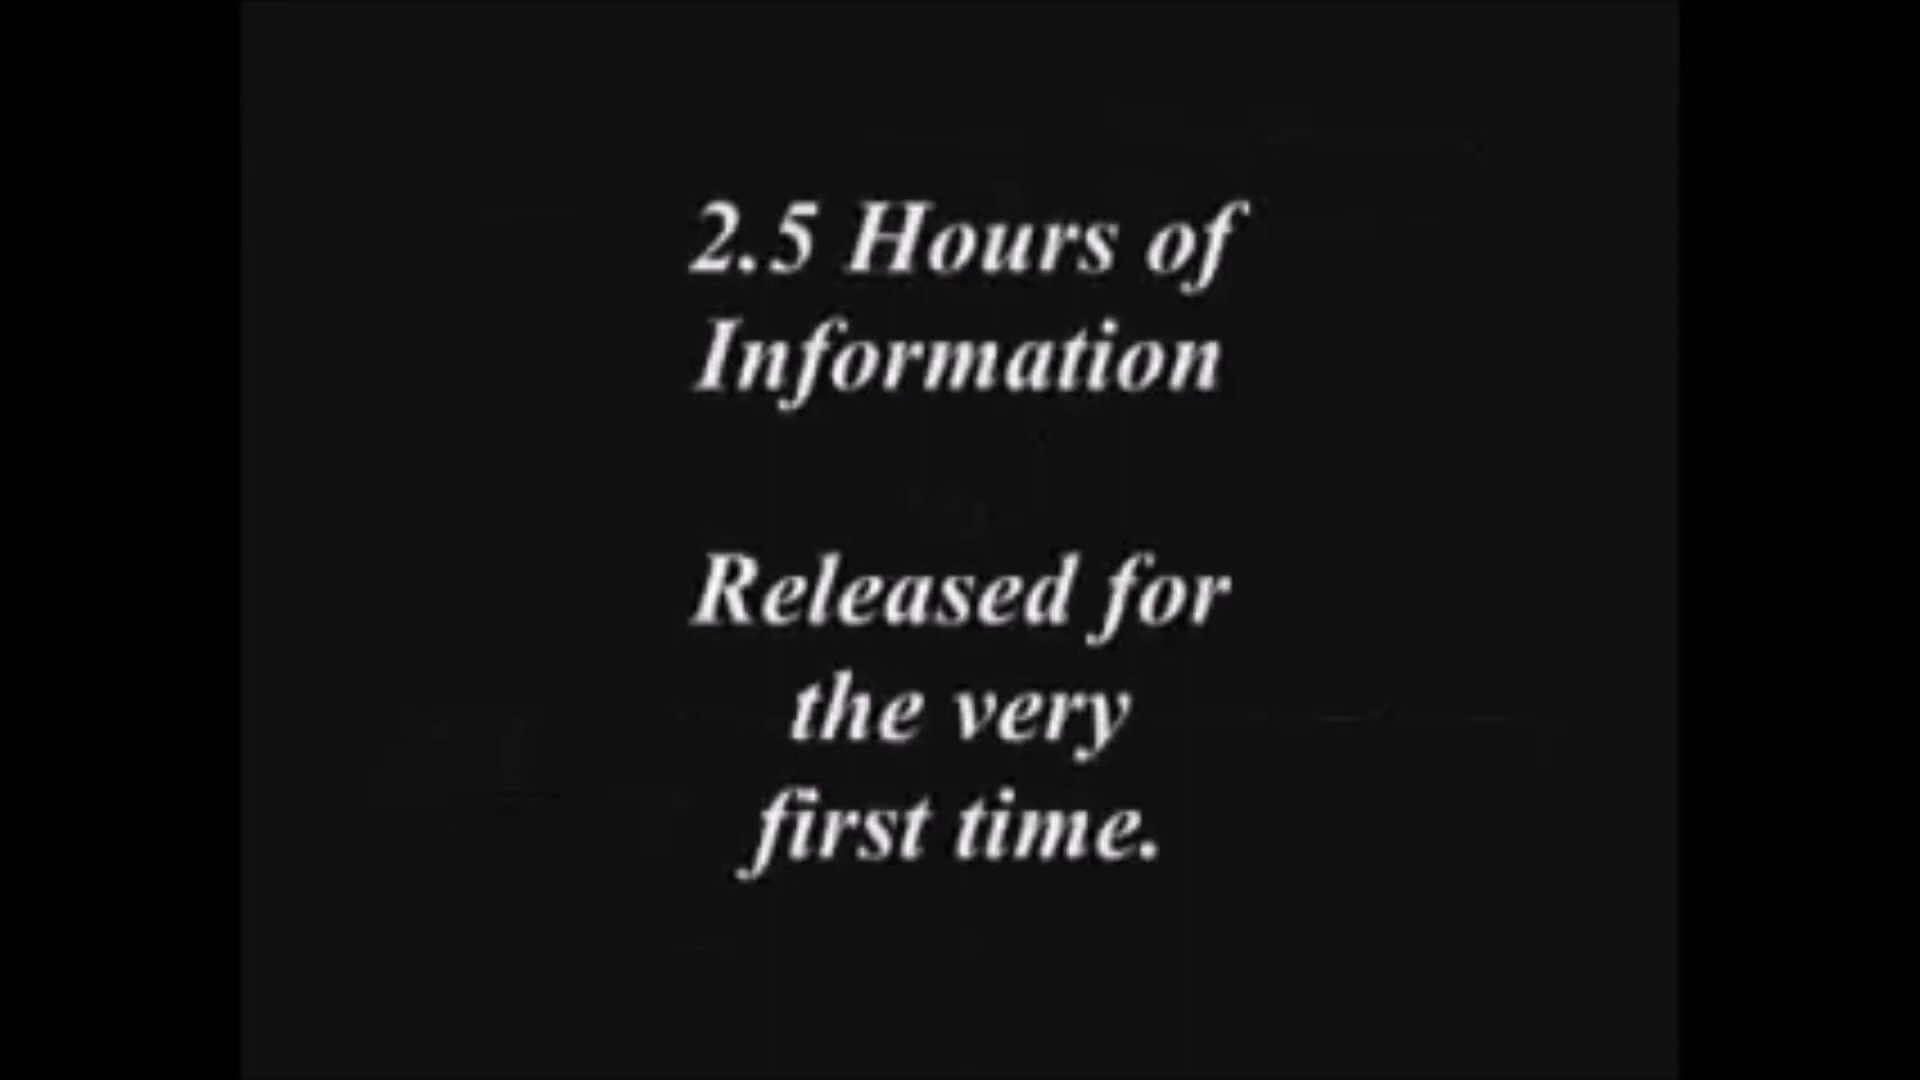 2.5 Hours of
Information
Released for
the very
first time.